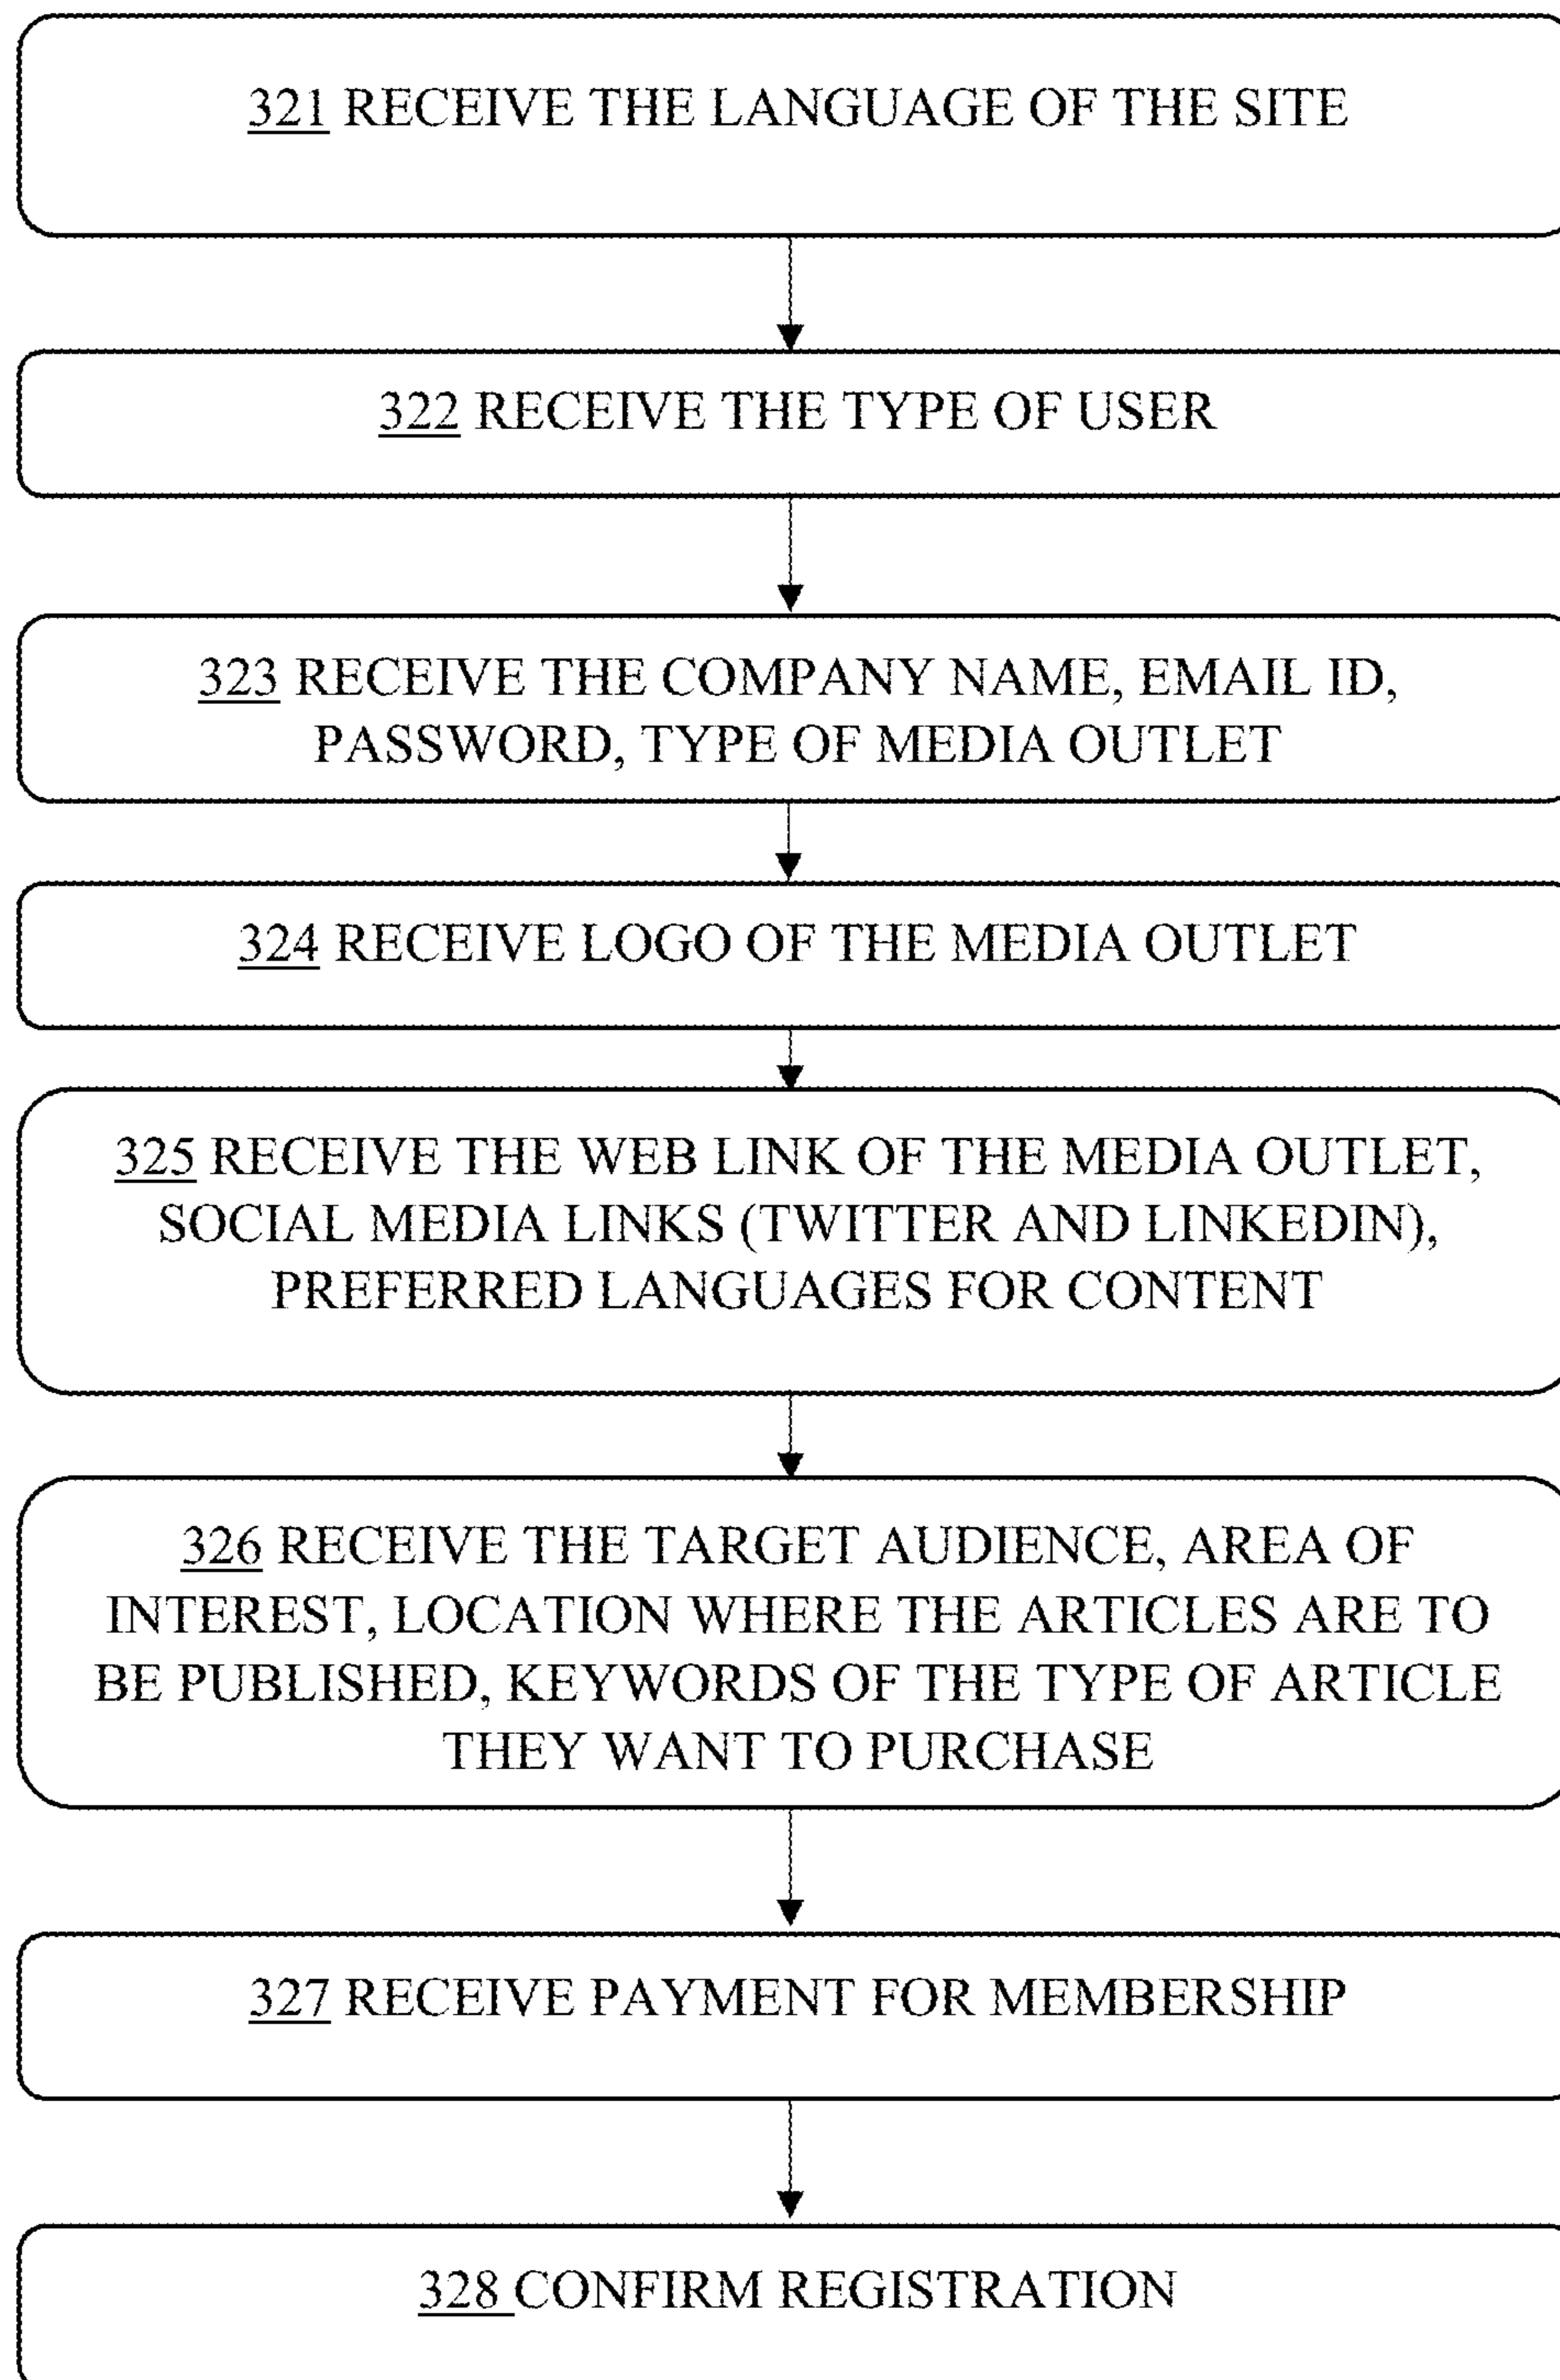 321 RECEIVE THE LANGUAGE OF THE SITE
322 RECEIVE THE TYPE OF USER
323 RECEIVE THE COMPANY NAME, EMAIL ID,
PASSWORD, TYPE OF MEDIA OUTLET
324 RECEIVE LOGO OF THE MEDIA OUTLET
325 RECEIVE THE WEB LINK OF THE MEDIA OUTLET,
SOCIAL MEDIA LINKS (TWITTER AND LINKEDIN),
PREFERRED LANGUAGES FOR CONTENT
326 RECEIVE THE TARGET AUDIENCE, AREA OF
INTEREST, LOCATION WHERE THE ARTICLES ARE TO
BE PUBLISHED, KEYWORDS OF THE TYPE OF ARTICLE
THEY WANT TO PURCHASE
327 RECEIVE PAYMENT FOR MEMBERSHIP
328 CONFIRM REGISTRATION